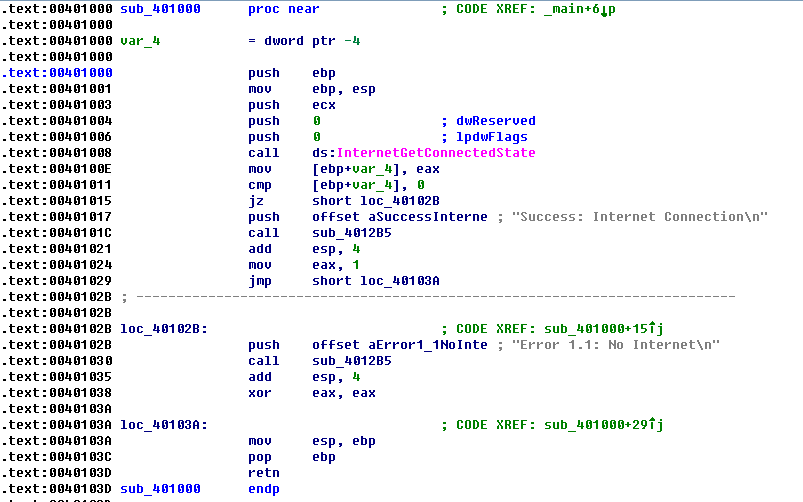 .text:00401000 sub_401000 proc near ; CODE XREF: _main+6↓p
.text:00401000
.text:00401000 var_4 = dword ptr -4
.text:00401000
.text:00401000 push ebp
.text:00401001 mov ebp, esp
.text:00401003 push ecx
.text:00401004 push 0 ; dwReserved
.text:00401006 push 0 ; lpdwFlags
.text:00401008 call ds:InternetGetConnectedState
.text:0040100E mov [ebp+var_4], eax
.text:00401011 cmp [ebp+var_4], 0
.text:00401015 jz short loc_40102B
.text:00401017 push offset aSuccessInterne ; "Success: Internet Connection\n"
.text:0040101C call sub_4012B5
.text:00401021 add esp, 4
.text:00401024 mov eax, 1
.text:00401029 jmp short loc_40103A
.text:0040102B ; ---------------------------------------------------------------------------
.text:0040102B
.text:0040102B loc_40102B: ; CODE XREF: sub_401000+15↑j
.text:0040102B push offset aError1_1NoInte ; "Error 1.1: No Internet\n"
.text:00401030 call sub_4012B5
.text:00401035 add esp, 4
.text:00401038 xor eax, eax
.text:0040103A
.text:0040103A loc_40103A: ; CODE XREF: sub_401000+29↑j
.text:0040103A mov esp, ebp
.text:0040103C pop ebp
.text:0040103D retn
.text:0040103D sub_401000 endp